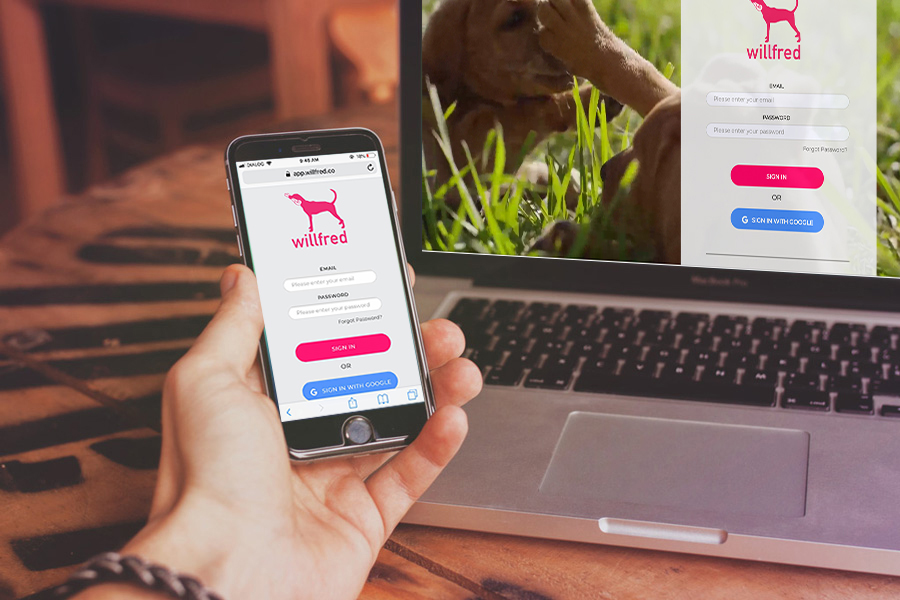 DIALOG
9:45 AM
18%
app.willfred.co
willfred
EMAIL
Please enter your email
PASSWORD
Please enter your password
Forgot Password?
SIGN IN
OR
G SIGN IN WITH GOOGLE
willfred
EMAIL
Please enter your email
PASSWORD
Please enter your password
Forgot Password?
SIGN IN
OR
G SIGN IN WITH GOOGLE
MacBook Pro